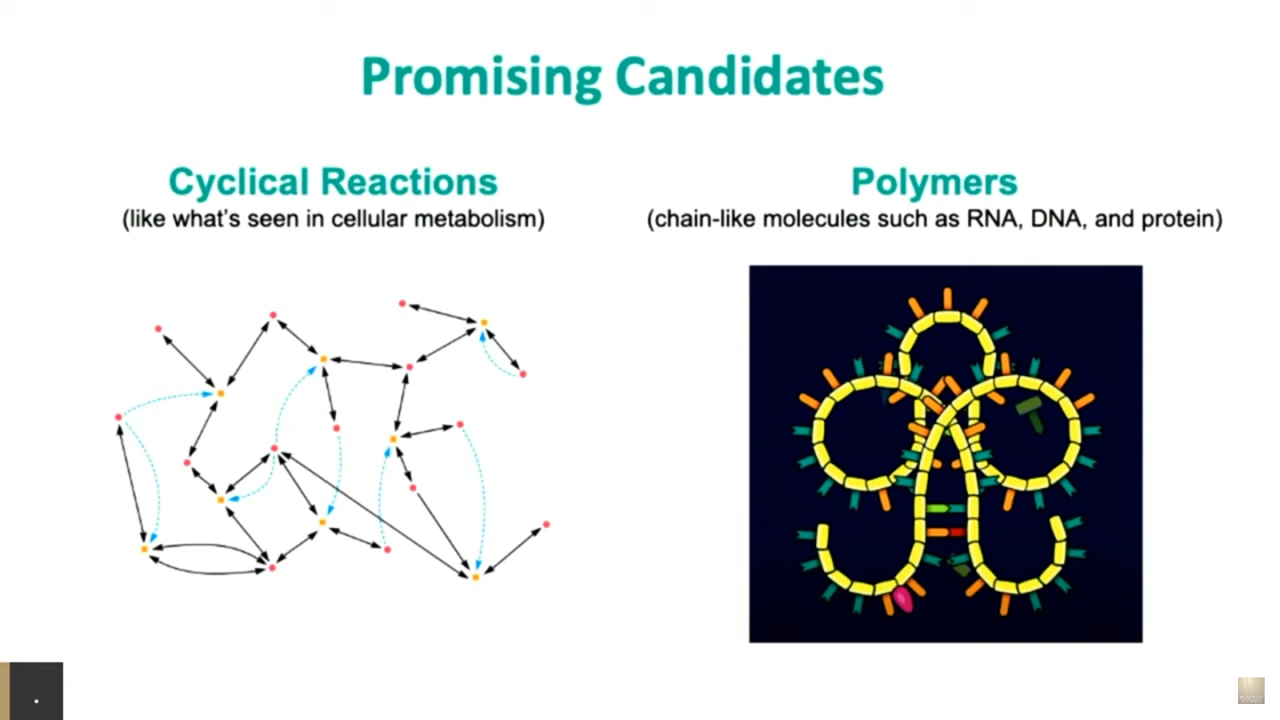 Promising Candidates
Cyclical Reactions
(like what's seen in cellular metabolism)
Polymers
(chain-like molecules such as RNA, DNA, and protein)